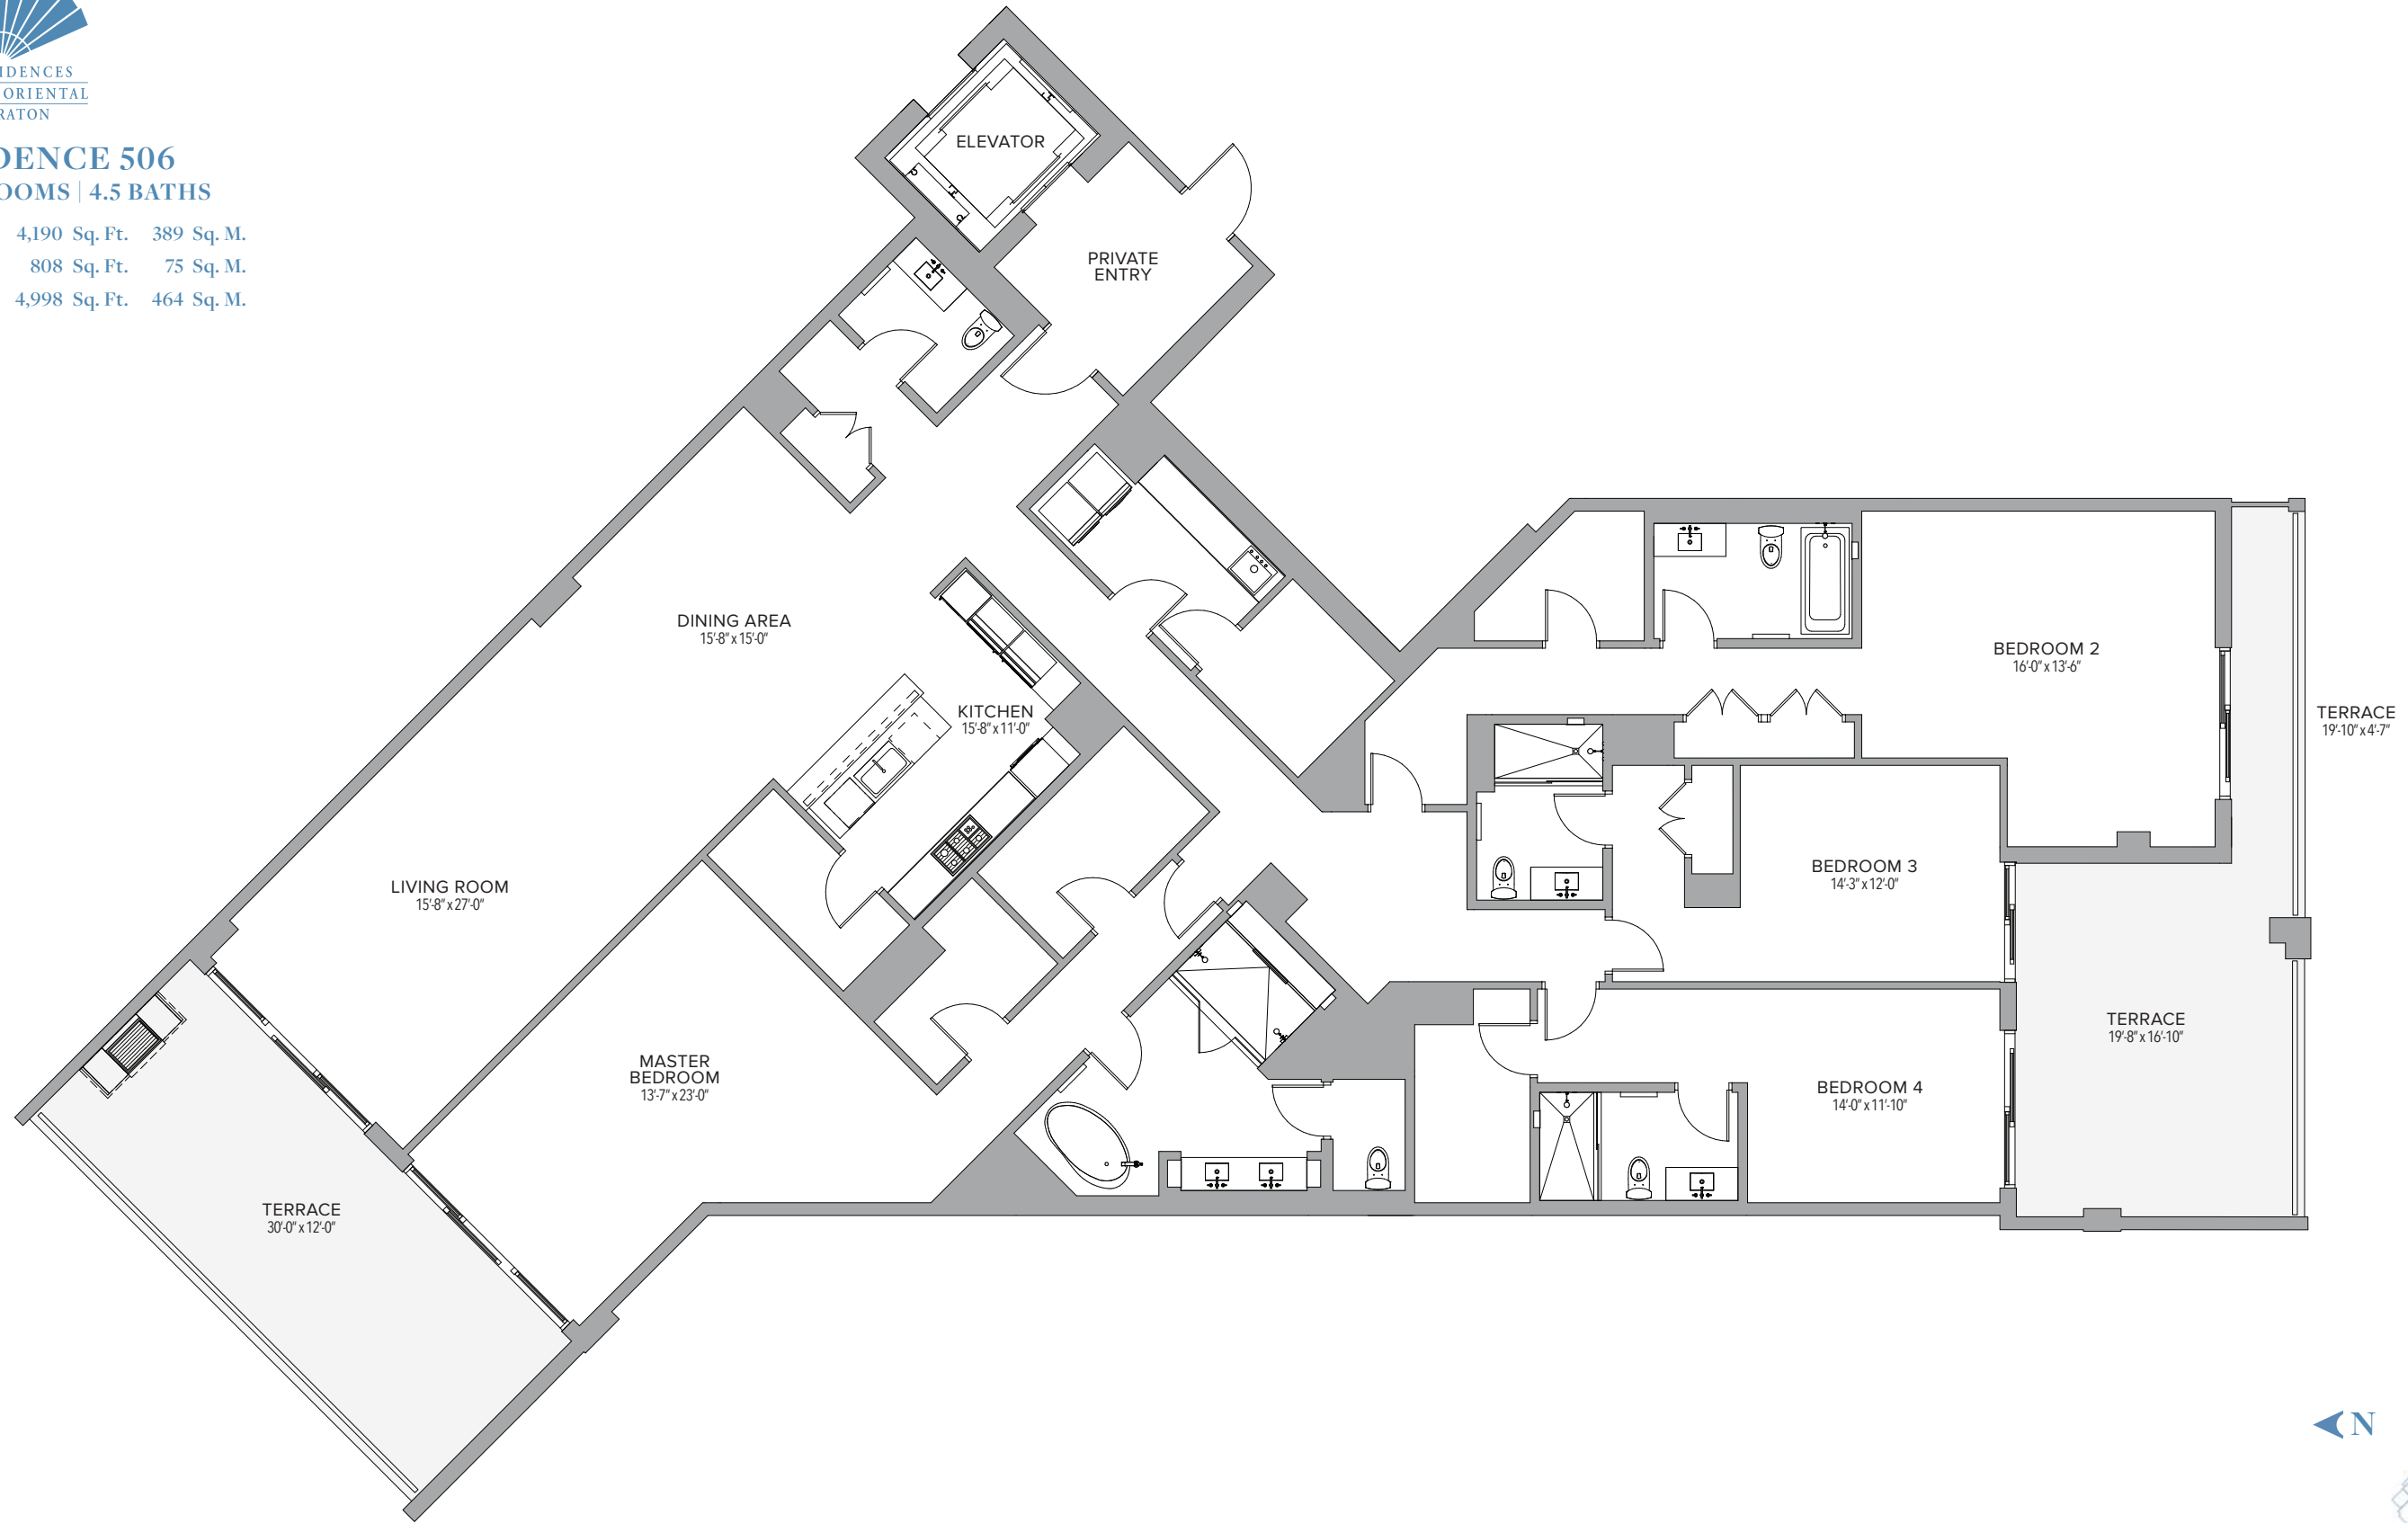 IDENCES
ORIENTAL
RATON
DENCE 506
OOMS | 4.5 BATHS
4,190 Sq. Ft. 389 Sq. M.
808 Sq. Ft. 75 Sq. M.
4,998 Sq. Ft. 464 Sq. M.
ELEVATOR
PRIVATE
ENTRY
DINING AREA
15'-8" x 15'-0"
KITCHEN
15'-8" x 11'-0"
LIVING ROOM
15'-8" x 27'-0"
MASTER
BEDROOM
13'-7" x 23'-0"
TERRACE
30'-0" x 12'-0"
BEDROOM 2
16'-0" x 13'-6"
TERRACE
19'-10" x 4'-7"
BEDROOM 3
14'-3" x 12'-0"
TERRACE
19'-8" x 16'-10"
BEDROOM 4
14'-0" x 11'-10"
N